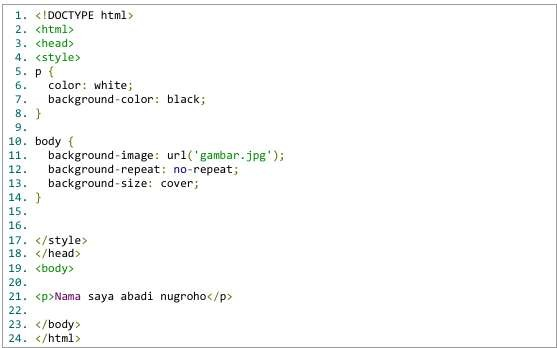 1. <!DOCTYPE html>
2. <html>
3. <head>
4. <style>
5. p {
6.   color: white;
7.   background-color: black;
8. }
9.
10. body {
11.   background-image: url('gambar.jpg');
12.   background-repeat: no-repeat;
13.   background-size: cover;
14. }
15.
16.
17. </style>
18. </head>
19. <body>
20.
21. <p>Nama saya abadi nugroho</p>
22.
23. </body>
24. </html>